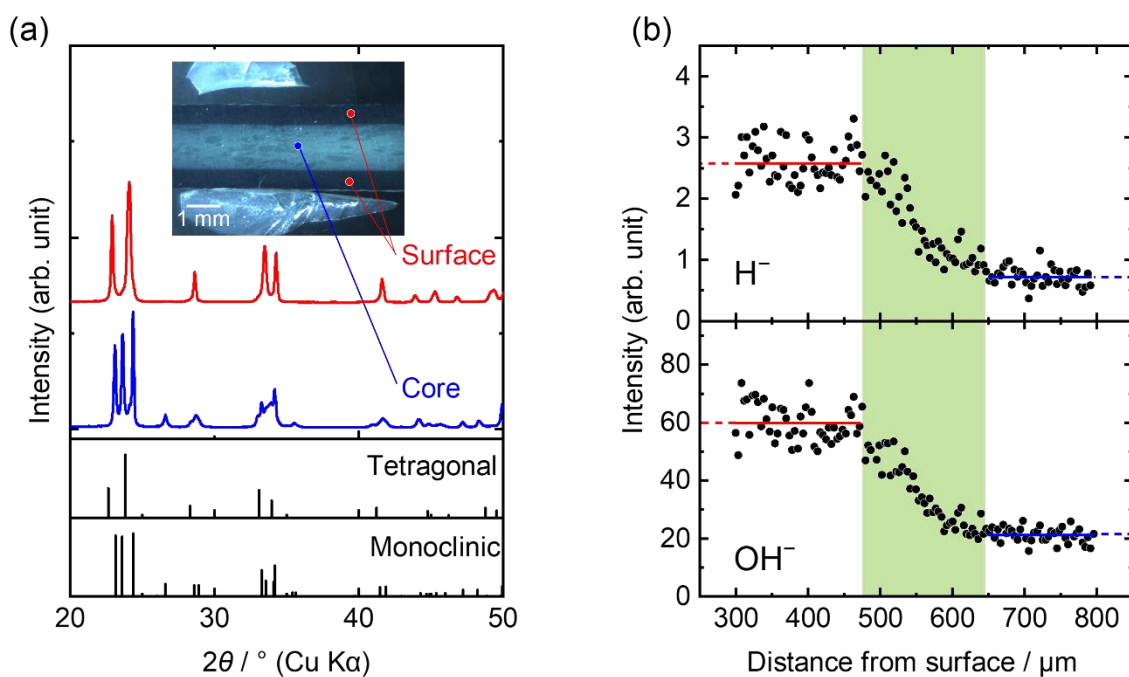 (a)
Intensity (arb. unit)
1 mm
Surface
Core
Tetragonal
Monoclinic
20 30 40 50
2θ / ° (Cu Kα)
(b)
Intensity (arb. unit)
4
3
2
1
0
H⁻
80
60
40
20
0
OH⁻
300 400 500 600 700 800
Distance from surface / μm